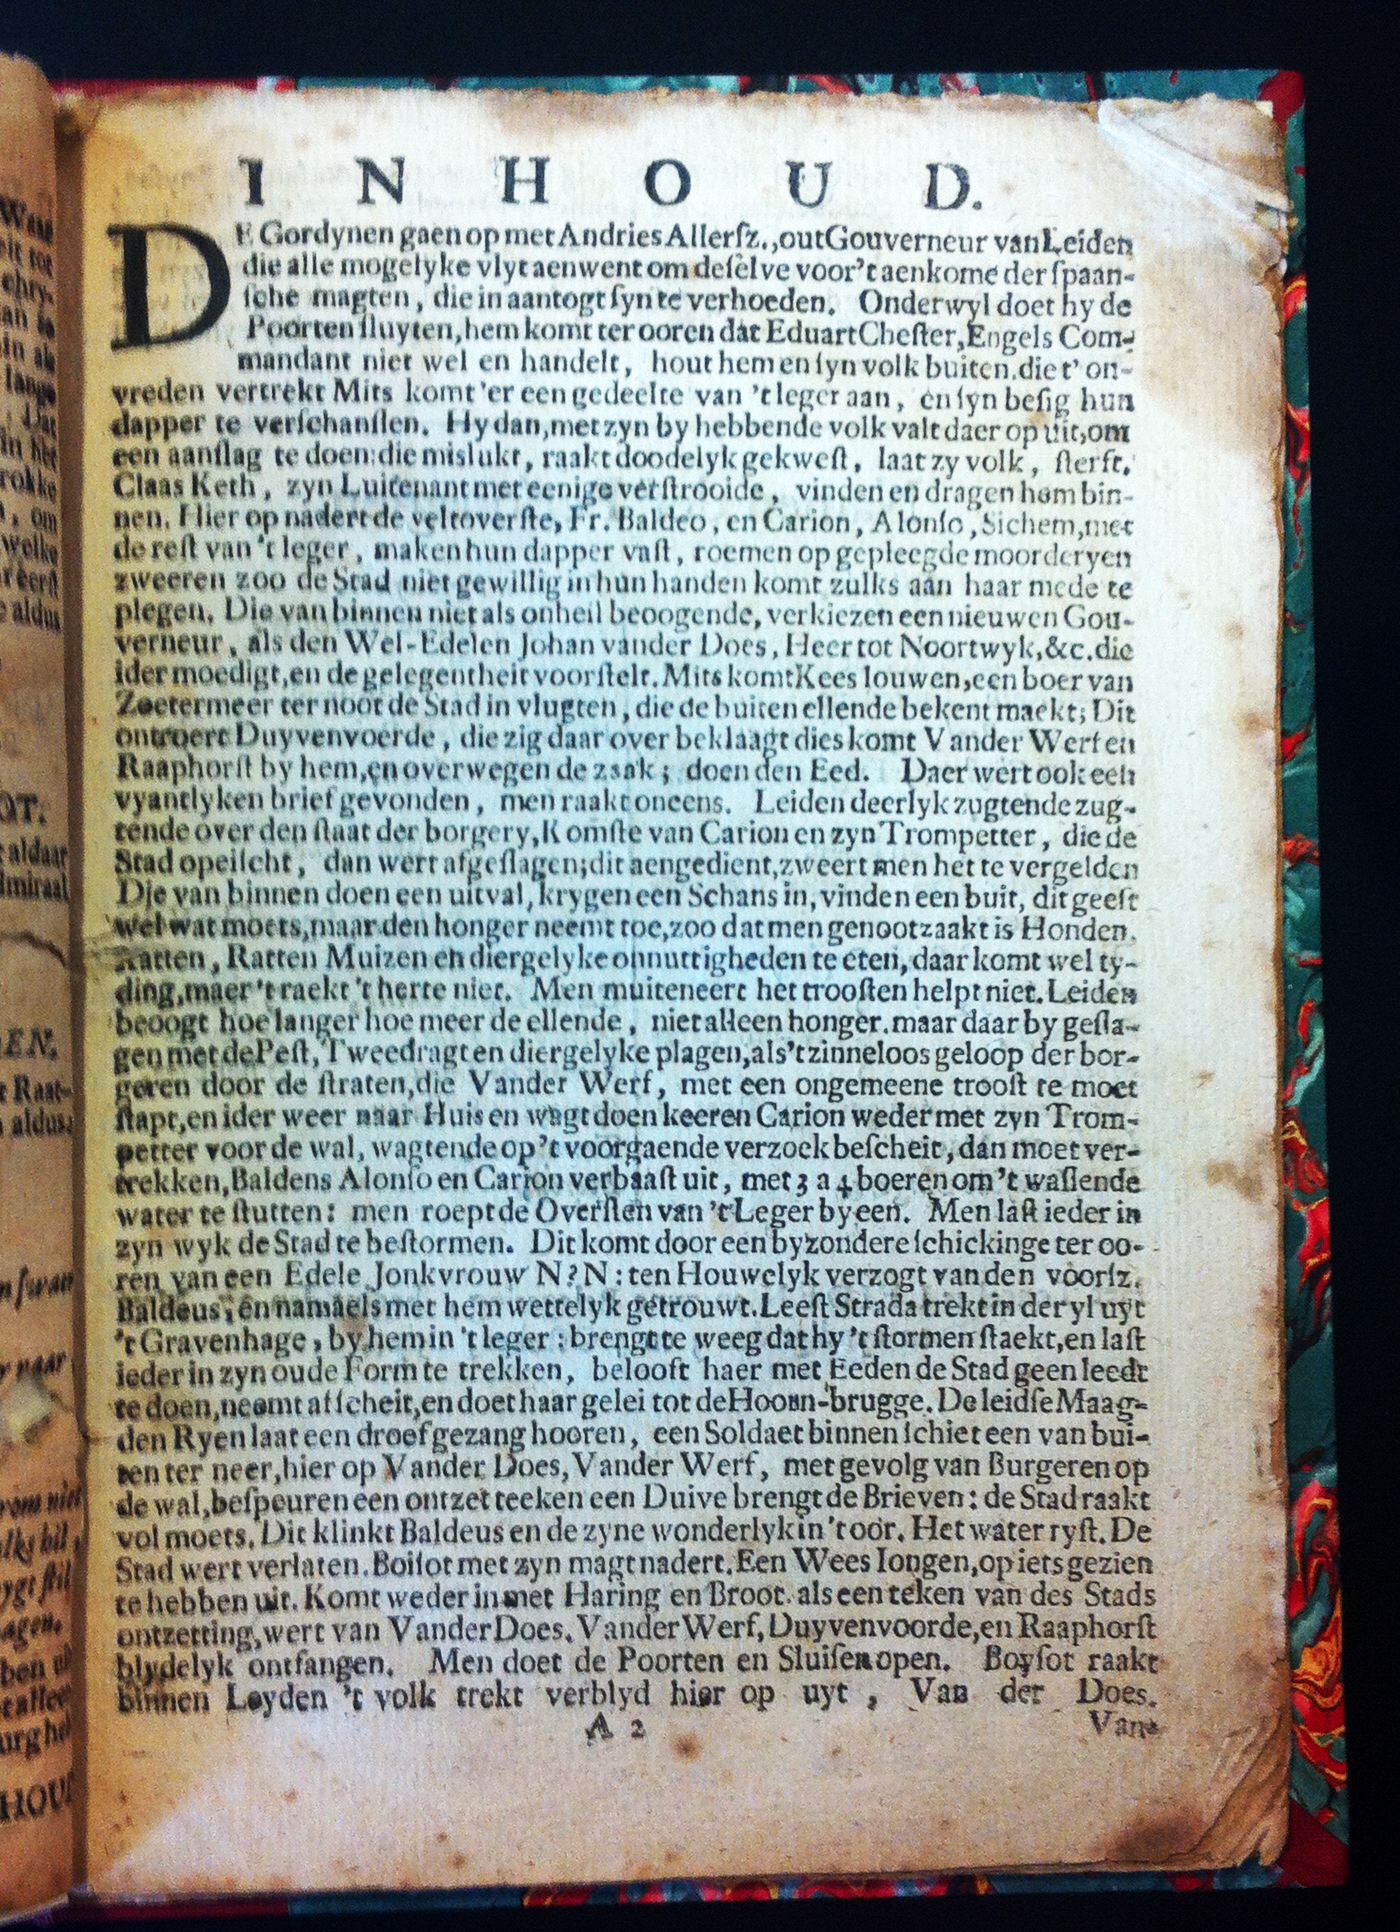 INHOUD.
DE Gordynen gaen op met Andries Allerſz., out Gouverneur van Leiden
die alle mogelyke vlyt aenwent om deſelve voor't aenkome der ſpaan-
ſche magten, die in aantogt ſyn te verhoeden. Onderwyl doet hy de
Poorten ſluyten, hem komt ter ooren dat Eduart Cheſter, Engels Com-
mandant niet wel en handelt, hout hem en ſyn volk buiten. die t' on-
vreden vertrekt Mits komt 'er een gedeelte van 't leger aan, en ſyn beſig hun
dapper te verſchanſſen. Hy dan, met zyn by hebbende volk valt daer op uit, om
een aanſlag te doen: die mislukt, raakt doodelyk gekweſt, laat zy volk, ſterft.
Claas Keth, zyn Luitenant met eenige verſtrooide, vinden en dragen hem bin-
nen. Hier op nadert de veltoverſte, Fr. Baldeo, en Carion, Alonſo, Sichem, met
de reſt van 't leger, maken hun dapper vaſt, roemen op gepleegde moorderyen
zweeren zoo de Stad niet gewillig in hun handen komt zulks aan haar mede te
plegen. Die van binnen niet als onheil beoogende, verkiezen een nieuwen Gou-
verneur, als den Wel-Edelen Johan vander Does, Heer tot Noortwyk, &c. die
ider moedigt, en de gelegentheit voorſtelt. Mits komt Kees louwen, een boer van
Zoetermeer ter noot de Stad in vlugten, die de buiten ellende bekent maekt; Dit
ontroert Duyvenvoerde, die zig daar over beklaagt dies komt Vander Werf en
Raaphorſt by hem, en overwegen de zaak; doen den Eed. Daer wert ook een
vyantlyken brief gevonden, men raakt oneens. Leiden deerlyk zugtende zug-
tende over den ſtaat der borgery, Komſte van Carion en zyn Trompetter, die de
Stad opeiſcht, dan wert afgeſlagen; dit aengedient, zweert men het te vergelden
Die van binnen doen een uitval, krygen een Schans in, vinden een buit, dit geeft
wel wat moets, maar den honger neemt toe, zoo dat men genootzaakt is Honden.
Katten, Ratten Muizen en diergelyke onnuttigheden te eten, daar komt wel ty-
ding, maer 't raekt 't herte niet. Men muiteneert het trooſten helpt niet. Leiden
beoogt hoe langer hoe meer de ellende, niet alleen honger. maar daar by geſla-
gen met de Peſt, Tweedragt en diergelyke plagen, als 't zinneloos geloop der bor-
geren door de ſtraten, die Vander Werf, met een ongemeene trooſt te moet
ſtapt, en ider weer naar Huis en wagt doen keeren Carion weder met zyn Trom-
petter voor de wal, wagtende op 't voorgaende verzoek beſcheit, dan moet ver-
trekken, Baldens Alonſo en Carion verbaaſt uit, met 3 a 4 boeren om 't waſſende
water te ſtutten: men roept de Overſten van 't Leger by een. Men laſt ieder in
zyn wyk de Stad te beſtormen. Dit komt door een byzondere ſchickinge ter oo-
ren van een Edele Jonkvrouw N? N: ten Houwelyk verzogt van den voorſz.
Baldeus, en namaels met hem wettelyk getrouwt. Leeſt Strada trekt in der yl uyt
't Gravenhage, by hem in 't leger: brengt te weeg dat hy 't ſtormen ſtaekt, en laſt
ieder in zyn oude Form te trekken, belooft haer met Eeden de Stad geen leedt
te doen, neemt afſcheit, en doet haar gelei tot de Hooun-brugge. De leidſe Maag-
den Ryen laat een droef gezang hooren, een Soldaet binnen ſchiet een van bui-
ten ter neer, hier op Vander Does, Vander Werf, met gevolg van Burgeren op
de wal, beſpeuren een ontzet teeken een Duive brengt de Brieven: de Stad raakt
vol moets. Dit klinkt Baldeus en de zyne wonderlyk in 't oor. Het water ryſt. De
Stad wert verlaten. Boiſot met zyn magt nadert. Een Wees Iongen, op iets gezien
te hebben uit. Komt weder in met Haring en Broot. als een teken van des Stads
ontzetting, wert van Vander Does. Vander Werf, Duyvenvoorde, en Raaphorſt
blydelyk ontfangen. Men doet de Poorten en Sluiſen open. Boyſot raakt
binnen Leyden 't volk trekt verblyd hier op uyt, Van der Does.
A 2 Van-